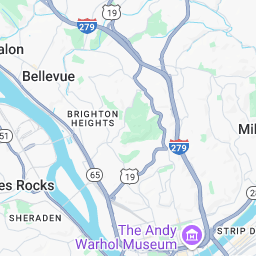 19
279
alon
Bellevue
BRIGHTON
HEIGHTS
51
279
Mil
65
es Rocks
19
SHERADEN
The Andy
Warhol Museum
STRIP D